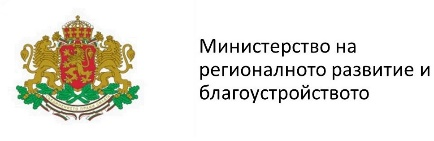 Министерство на
регионалното развитие и
благоустройството